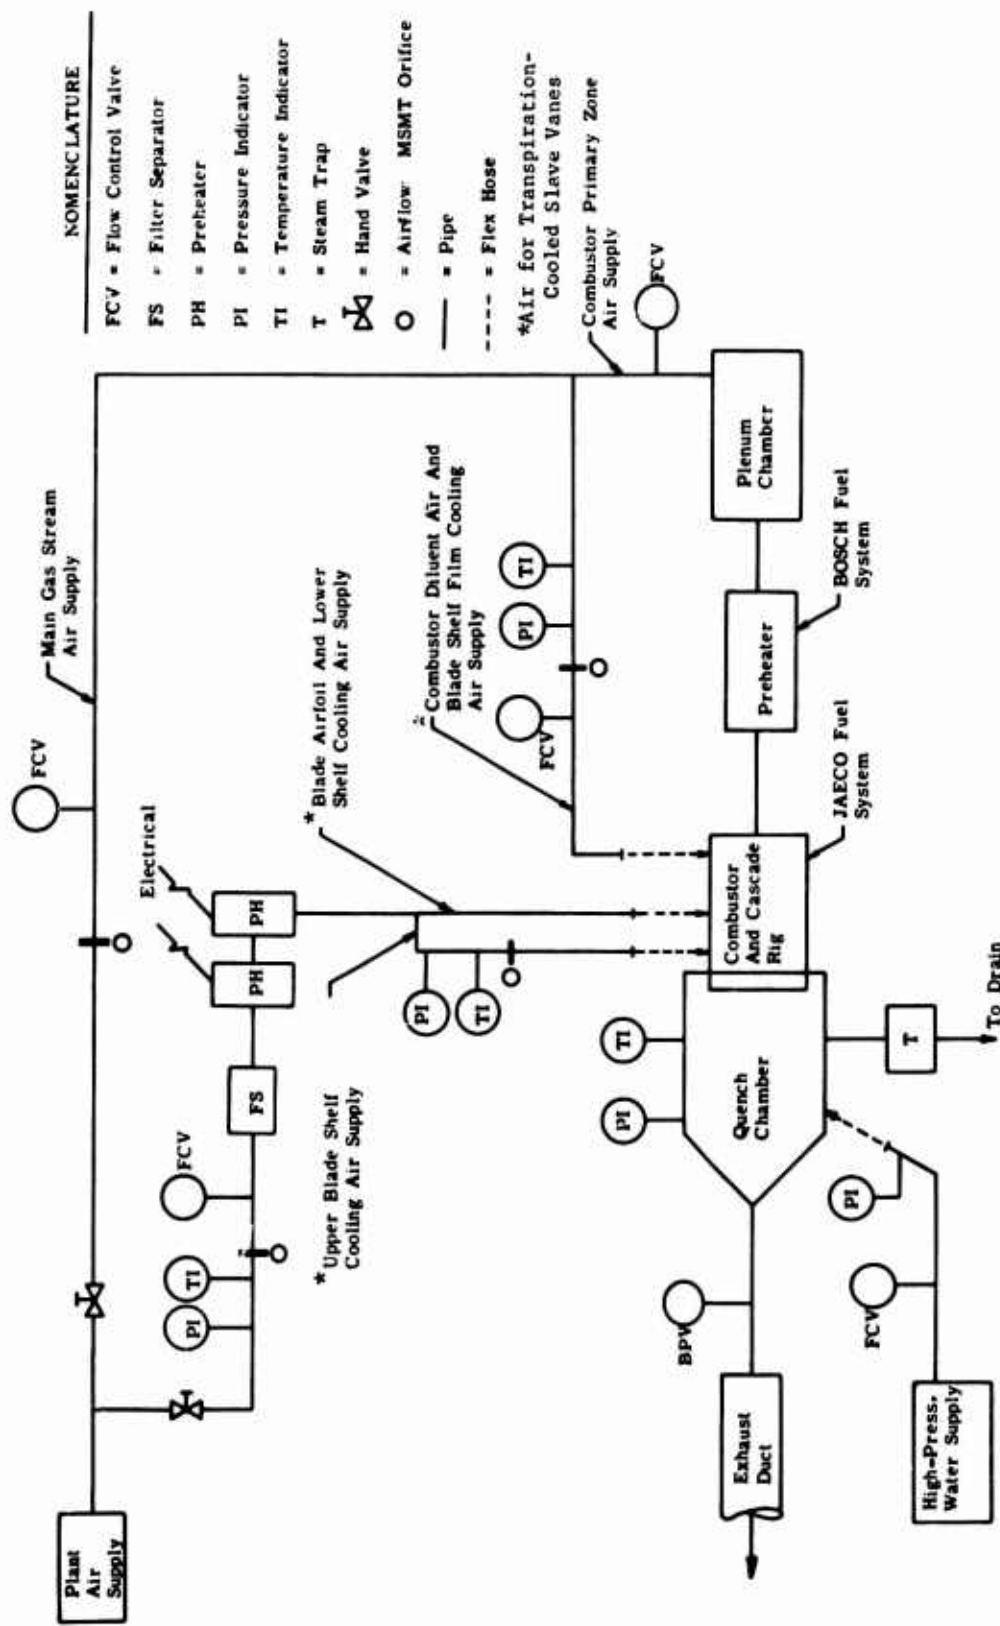 NOMENCLATURE
FCV = Flow Control Valve
FS = Filter Separator
PH = Preheater
PI = Pressure Indicator
TI = Temperature Indicator
T = Steam Trap
= Hand Valve
= Airflow MSMT Orifice
= Pipe
= Flex Hose
*Air for Transpiration-
Cooled Slave Vanes
Plant
Air
Supply
FCV
Main Gas Stream
Air Supply
PI
TI
FCV
FS
PH
PH
Electrical
*Upper Blade Shelf
Cooling Air Supply
PI
TI
*Blade Airfoil And Lower
Shelf Cooling Air Supply
Combustor Diluent Air And
Blade Shelf Film Cooling
Air Supply
FCV
PI
TI
Combustor Primary Zone
Air Supply
FCV
BPV
PI
TI
Exhaust
Duct
Quench
Chamber
Combustor
And Cascade
Rig
Preheater
Plenum
Chamber
JAECO Fuel
System
BOSCH Fuel
System
FCV
PI
T
High-Press.
Water Supply
To Drain